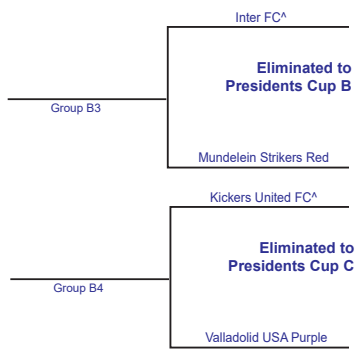 Inter FC^
Eliminated to
Presidents Cup B
Group B3
Mundelein Strikers Red
Kickers United FC^
Eliminated to
Presidents Cup C
Group B4
Valladolid USA Purple